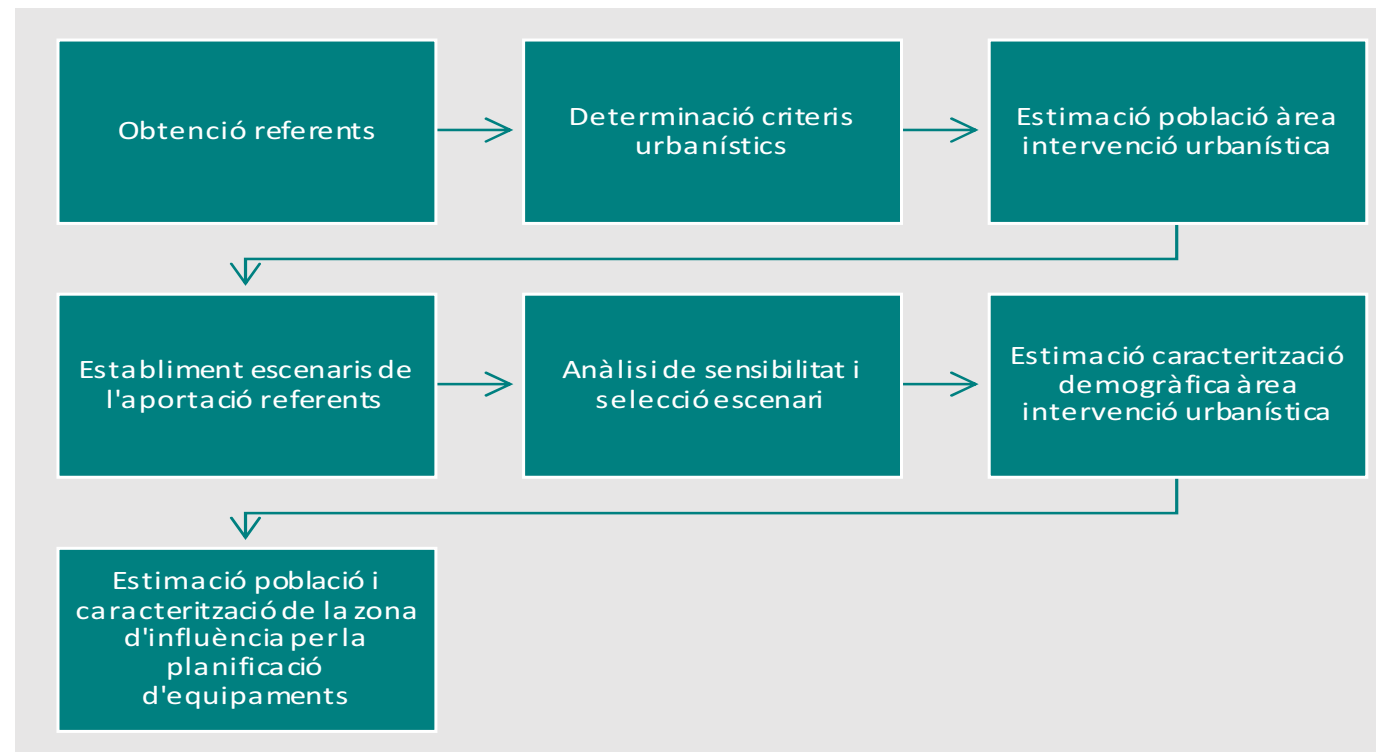 Obtenció referents
Determinació criteris
urbanístics
Estimació població àrea
intervenció urbanística
Establiment escenaris de
l'aportació referents
Anàlisi de sensibilitat i
selecció escenari
Estimació caracterització
demogràfica àrea
intervenció urbanística
Estimació població i
caracterització de la zona
d'influència per la
planificació
d'equipaments